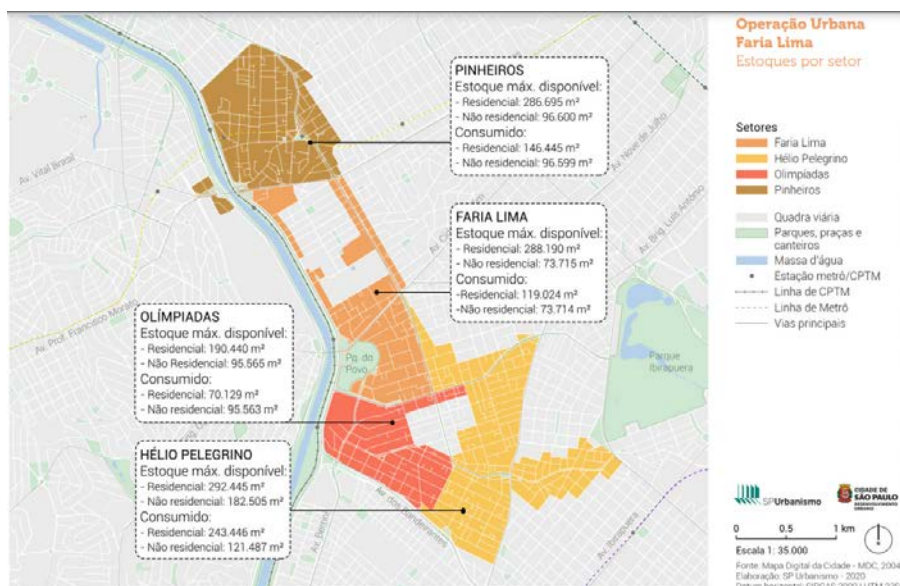 Operação Urbana
Faria Lima
Estoques por setor
PINHEIROS
Estoque máx. disponível:
- Residencial: 286.695 m²
- Não residencial: 96.600 m²
Consumido:
- Residencial: 146.445 m²
- Não residencial: 96.599 m²
FARIA LIMA
Estoque máx. disponível:
- Residencial: 288.190 m²
- Não residencial: 73.715 m²
Consumido:
-Residencial: 119.024 m²
-Não residencial: 73.714 m²
OLÍMPIADAS
Estoque máx. disponível:
- Residencial: 190.440 m²
- Não Residencial: 95.565 m²
Consumido:
- Residencial: 70.129 m²
- Não residencial: 95.563 m²
HÉLIO PELEGRINO
Estoque máx. disponível:
- Residencial: 292.445 m²
- Não residencial: 182.505 m²
Consumido:
- Residencial: 243.446 m²
- Não residencial: 121.487 m²
Av. Vital Brasil
Av. Nove de Julho
Av. Brig. Luís Antônio
Av. Prof. Francisco Morato
Pq. do
Povo
Parque
Ibirapuera
Av. dos Bandeirantes
Av. Ibirapuera
Setores
Faria Lima
Hélio Pelegrino
Olimpíadas
Pinheiros
Quadra viária
Parques, praças e
canteiros
Massa d'água
Estação metrô/CPTM
Linha de CPTM
Linha de Metrô
Vias principais
SPUrbanismo
CIDADE DE
SÃO PAULO
DESENVOLVIMENTO
URBANO
0 0.5 1 km
Escala 1: 35.000
Fonte: Mapa Digital da Cidade - MDC, 2004
Elaboração: SP Urbanismo - 2020